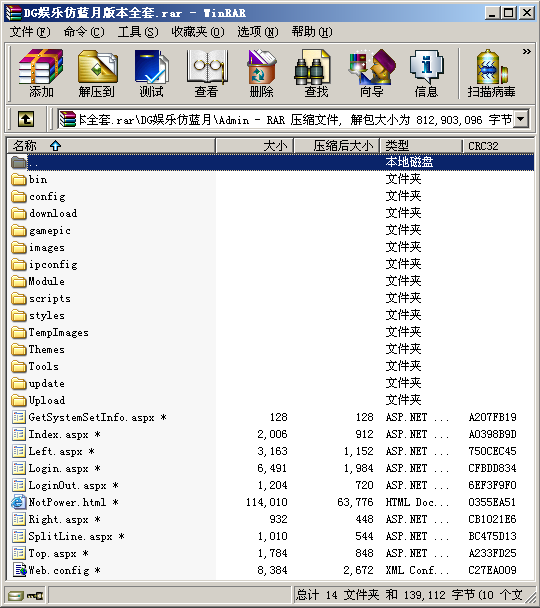 DG娱乐仿蓝月版本全套.rar - WinRAR
文件(F) 命令(C) 工具(S) 收藏夹(O) 选项(N) 帮助(H)
添加 解压到 测试 查看 删除 查找 向导 信息 扫描病毒
全套.rar\DG娱乐仿蓝月\Admin - RAR 压缩文件, 解包大小为 812,903,096 字节
名称 大小 压缩后大小 类型 CRC32
.. 本地磁盘
bin 文件夹
config 文件夹
download 文件夹
gamepic 文件夹
images 文件夹
ipconfig 文件夹
Module 文件夹
scripts 文件夹
styles 文件夹
TempImages 文件夹
Themes 文件夹
Tools 文件夹
update 文件夹
Upload 文件夹
GetSystemSetInfo.aspx * 128 128 ASP.NET ... A207FB19
Index.aspx * 2,006 912 ASP.NET ... A0398B9D
Left.aspx * 3,163 1,152 ASP.NET ... 750CEC45
Login.aspx * 6,491 1,984 ASP.NET ... CFBDD834
LoginOut.aspx * 1,204 720 ASP.NET ... 6EF3F9F0
NotPower.html * 114,010 63,776 HTML Doc... 0355EA51
Right.aspx * 932 448 ASP.NET ... CB1021E6
SplitLine.aspx * 1,010 544 ASP.NET ... BC475D13
Top.aspx * 1,784 848 ASP.NET ... A233FD25
Web.config * 8,384 2,672 XML Conf... C27EA009
总计 14 文件夹 和 139,112 字节(10 个文